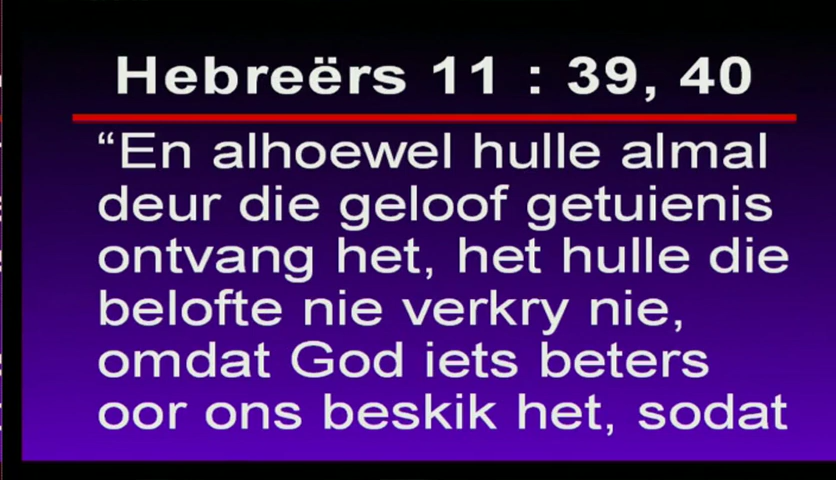 Hebreërs 11 : 39, 40
“En alhoewel hulle almal
deur die geloof getuienis
ontvang het, het hulle die
belofte nie verkry nie,
omdat God iets beters
oor ons beskik het, sodat